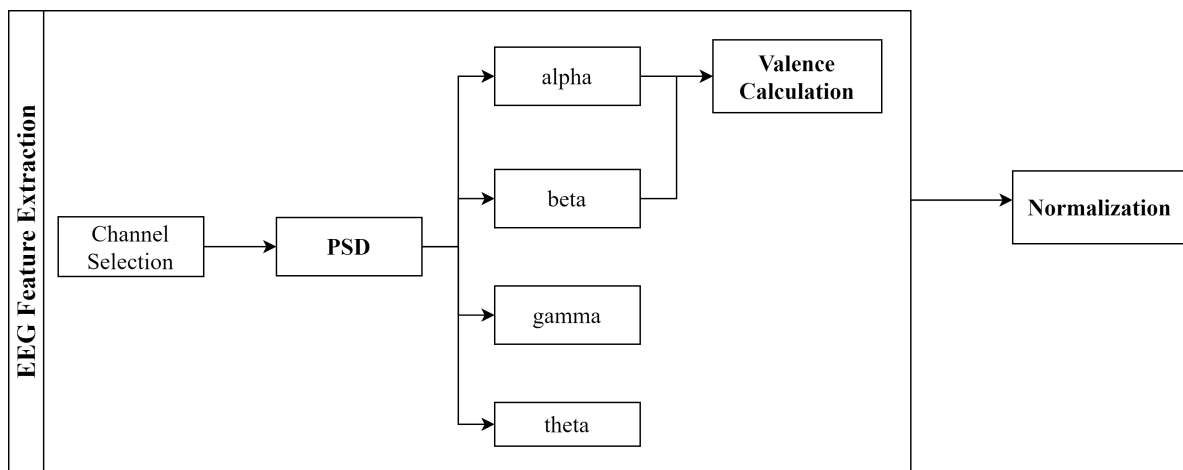 EEG Feature Extraction
Channel
Selection
PSD
alpha
beta
gamma
theta
Valence
Calculation
Normalization